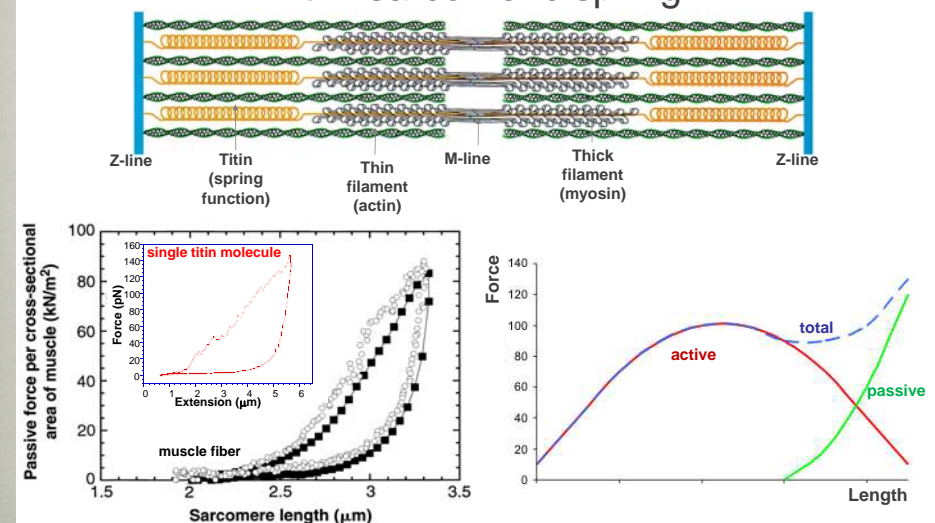 Z-line
Titin
(spring
function)
Thin
filament
(actin)
M-line
Thick
filament
(myosin)
Z-line
Passive force per cross-sectional
area of muscle (kN/m²)
100
80
60
40
20
0
1.5
2
2.5
3
3.5
Sarcomere length (μm)
muscle fiber
single titin molecule
Force (pN)
160
140
120
100
80
60
40
20
0
0
1
2
3
4
5
6
Extension (μm)
Force
140
120
100
80
60
40
20
0
active
total
passive
Length